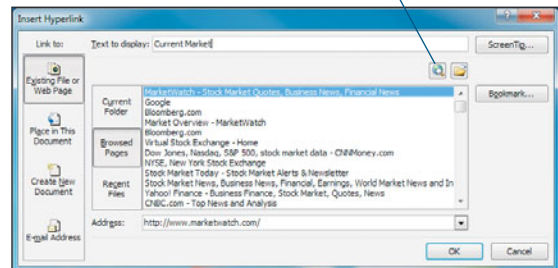 Insert Hyperlink
Link to:
Text to display: Current Market
ScreenTip...
Existing File or
Web Page
Place in This
Document
Create New
Document
E-mail Address
Current
Folder
Browsed
Pages
Recent
Files
MarketWatch - Stock Market Quotes, Business News, Financial News
Google
Bloomberg.com
Market Overview - MarketWatch
Bloomberg.com
Virtual Stock Exchange - Home
Dow Jones, Nasdaq, S&P 500, stock market data - CNNMoney.com
NYSE, New York Stock Exchange
Stock Market Today - Stock Market Alerts & Newsletter
Stock Market News, Business News, Financial, Earnings, World Market News and In
Yahoo! Finance - Business Finance, Stock Market, Quotes, News
CNBC.com - Top News and Analysis
Bookmark...
Address: http://www.marketwatch.com/
OK
Cancel